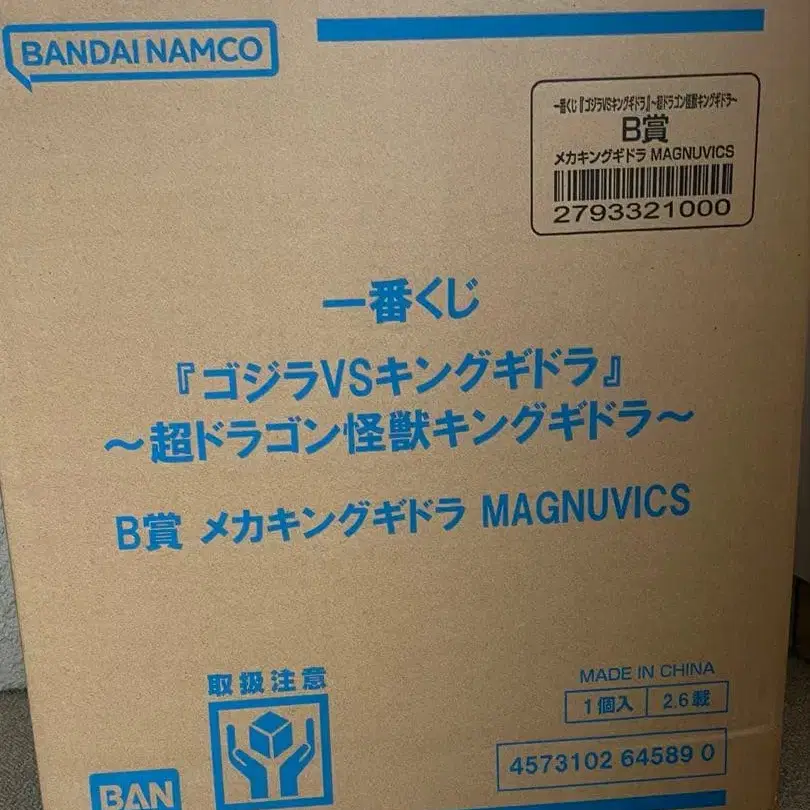 BANDAI NAMCO
一番くじ『ゴジラVSキングギドラ』～超ドラゴン怪獣キングギドラ～
B賞
メカキングギドラ MAGNUVICS
2793321000
一番くじ
『ゴジラVSキングギドラ』
～超ドラゴン怪獣キングギドラ～
B賞 メカキングギドラ MAGNUVICS
取扱注意
MADE IN CHINA
1個入 2.6載
4573102 64589 0
BAN